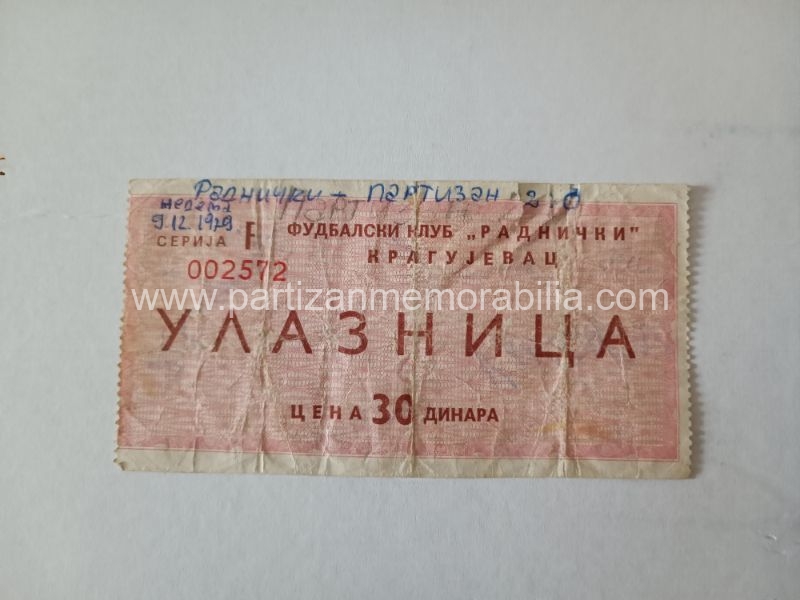 Раднички - партизан 2:0
недеља
9.12.1979
СЕРИЈА F
ФУДБАЛСКИ КЛУБ „РАДНИЧКИ"
002572
КРАГУЈЕВАЦ
www.partizanmemorabilia.com
УЛАЗНИЦА
ЦЕНА 30 ДИНАРА